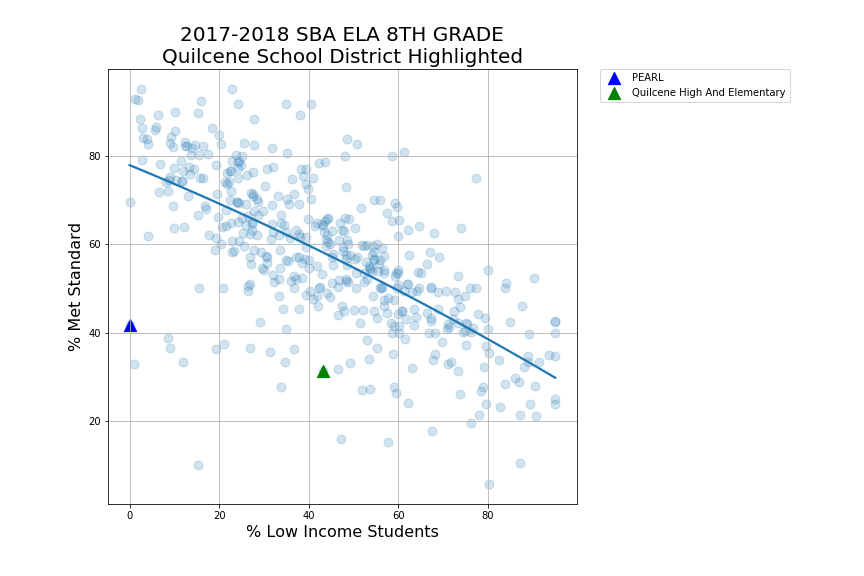 2017-2018 SBA ELA 8TH GRADE
Quilcene School District Highlighted
PEARL
Quilcene High And Elementary
% Met Standard
80
60
40
20
0 20 40 60 80
% Low Income Students